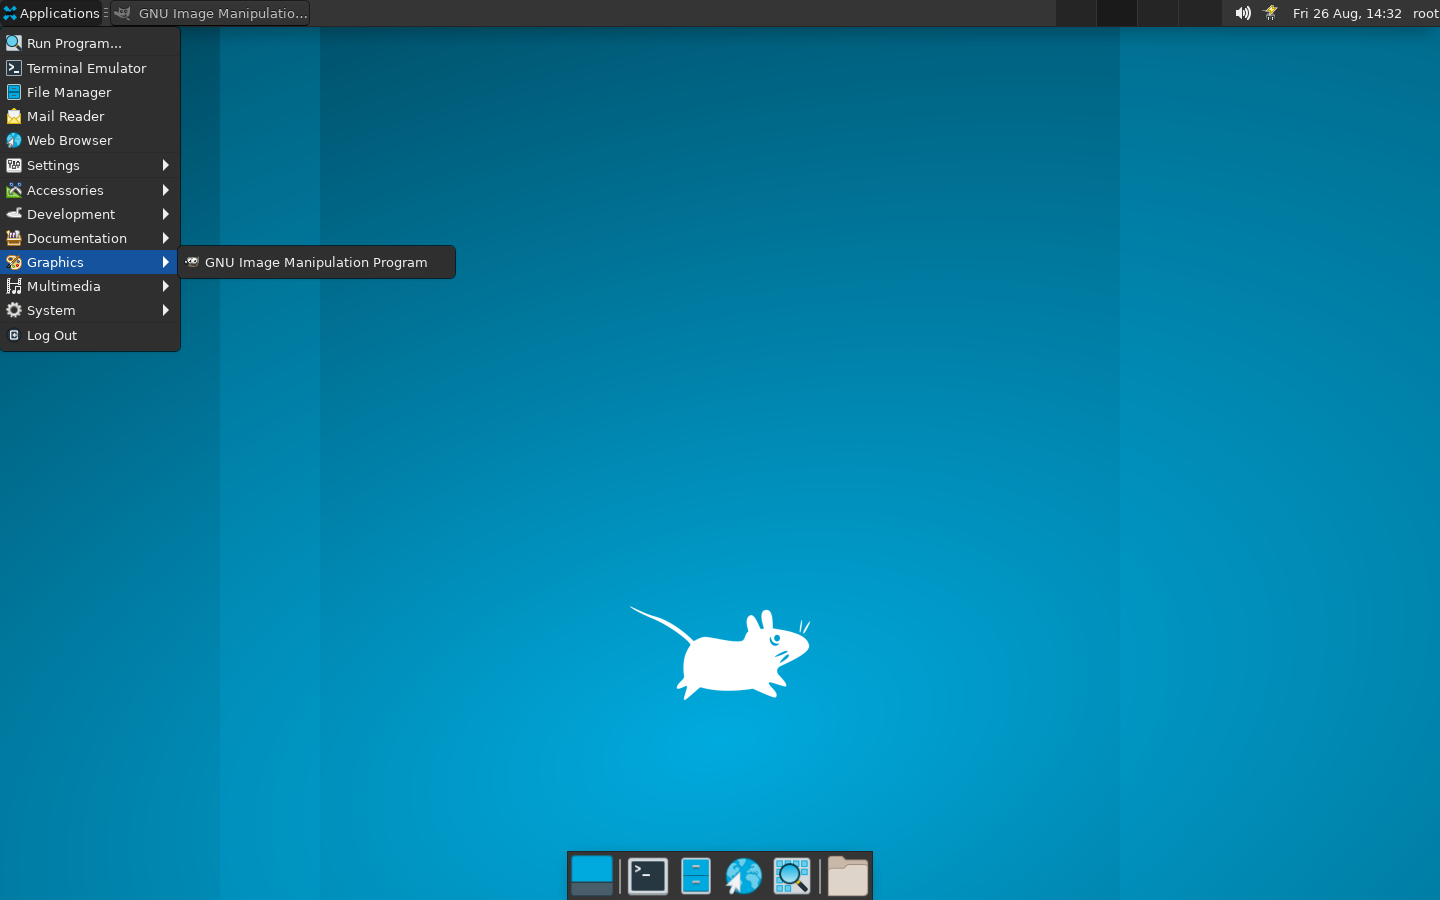 Applications
GNU Image Manipulatio...
Fri 26 Aug, 14:32
root
Run Program...
Terminal Emulator
File Manager
Mail Reader
Web Browser
Settings
Accessories
Development
Documentation
Graphics
GNU Image Manipulation Program
Multimedia
System
Log Out